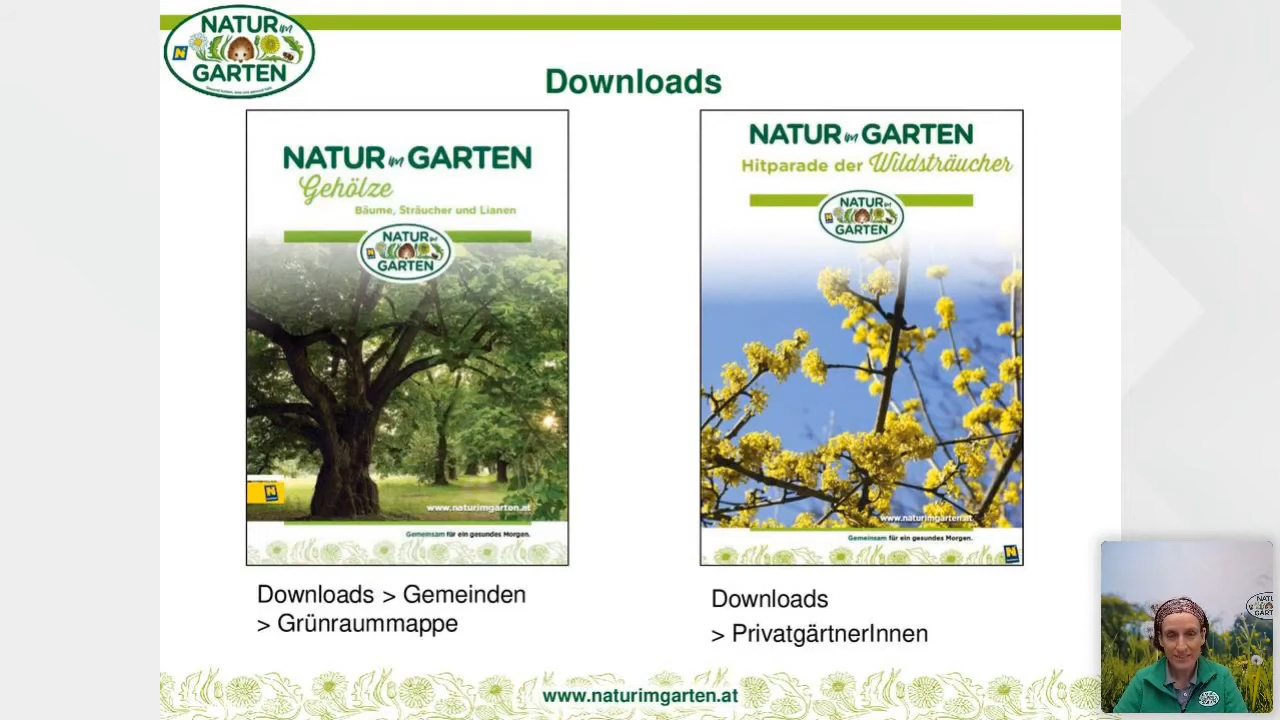 NATUR im
GARTEN
Downloads
NATUR im GARTEN
Gehölze
Bäume, Sträucher und Lianen
NATUR im
GARTEN
www.naturimgarten.at
Gemeinsam für ein gesundes Morgen.
NATUR im GARTEN
Hitparade der Wildsträucher
NATUR im
GARTEN
www.naturimgarten.at
Gemeinsam für ein gesundes Morgen.
Downloads > Gemeinden
> Grünraummappe
Downloads
> PrivatgärtnerInnen
www.naturimgarten.at